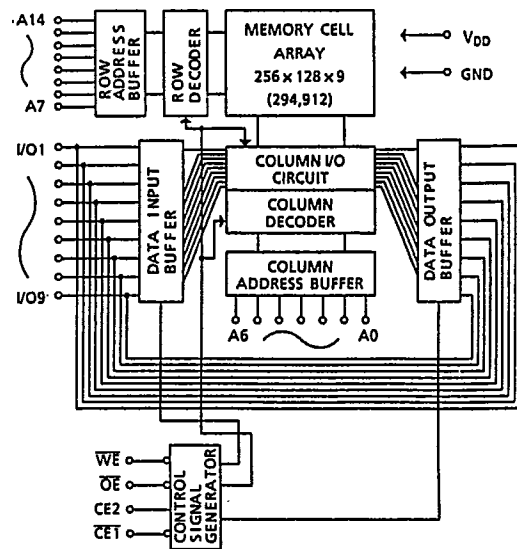 A14
A7
ROW ADDRESS BUFFER
ROW DECODER
MEMORY CELL
ARRAY
256 x 128 x 9
(294,912)
VDD
GND
I/O1
I/O9
DATA INPUT
BUFFER
COLUMN I/O
CIRCUIT
COLUMN
DECODER
COLUMN
ADDRESS BUFFER
A6
A0
DATA OUTPUT
BUFFER
WE
OE
CE2
CE1
CONTROL
SIGNAL
GENERATOR